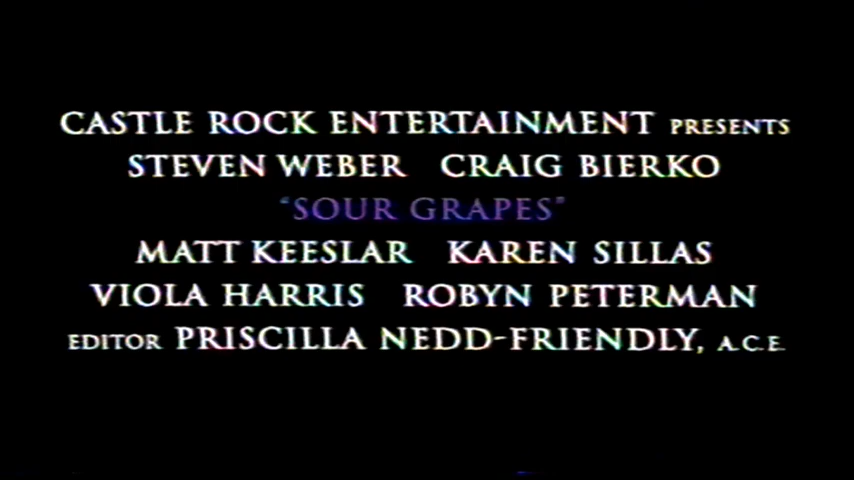 CASTLE ROCK ENTERTAINMENT PRESENTS
STEVEN WEBER CRAIG BIERKO
"SOUR GRAPES"
MATT KEESLAR KAREN SILLAS
VIOLA HARRIS ROBYN PETERMAN
EDITOR PRISCILLA NEDD-FRIENDLY, A.C.E.